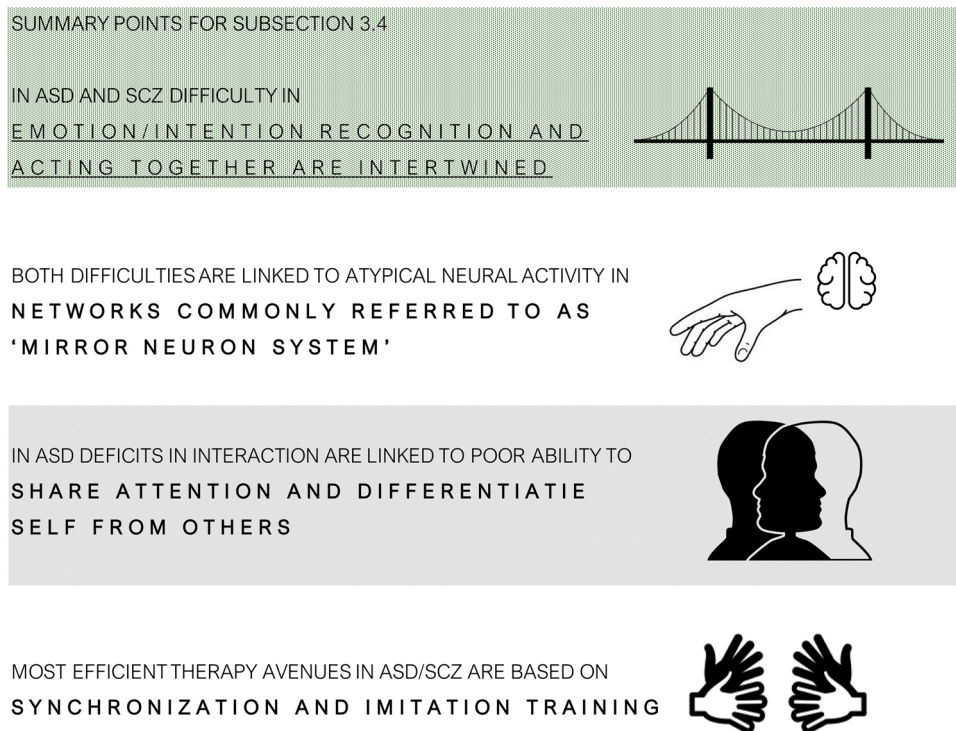 SUMMARY POINTS FOR SUBSECTION 3.4
IN ASD AND SCZ DIFFICULTY IN
EMOTION/INTENTION RECOGNITION AND
ACTING TOGETHER ARE INTERTWINED
BOTH DIFFICULTIES ARE LINKED TO ATYPICAL NEURAL ACTIVITY IN
NETWORKS COMMONLY REFERRED TO AS
‘MIRROR NEURON SYSTEM’
IN ASD DEFICITS IN INTERACTION ARE LINKED TO POOR ABILITY TO
SHARE ATTENTION AND DIFFERENTIATIE
SELF FROM OTHERS
MOST EFFICIENT THERAPY AVENUES IN ASD/SCZ ARE BASED ON
SYNCHRONIZATION AND IMITATION TRAINING